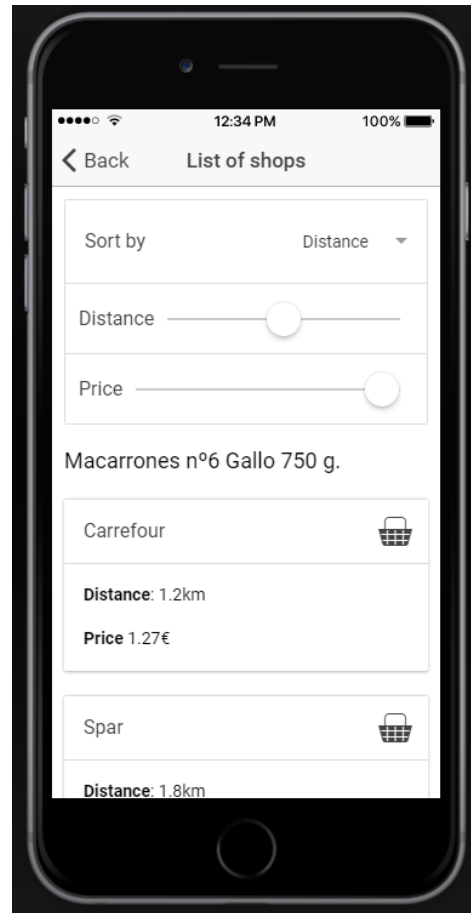 12:34 PM 100%
Back List of shops
Sort by Distance
Distance
Price
Macarrones nº6 Gallo 750 g.
Carrefour
Distance: 1.2km
Price 1.27€
Spar
Distance: 1.8km